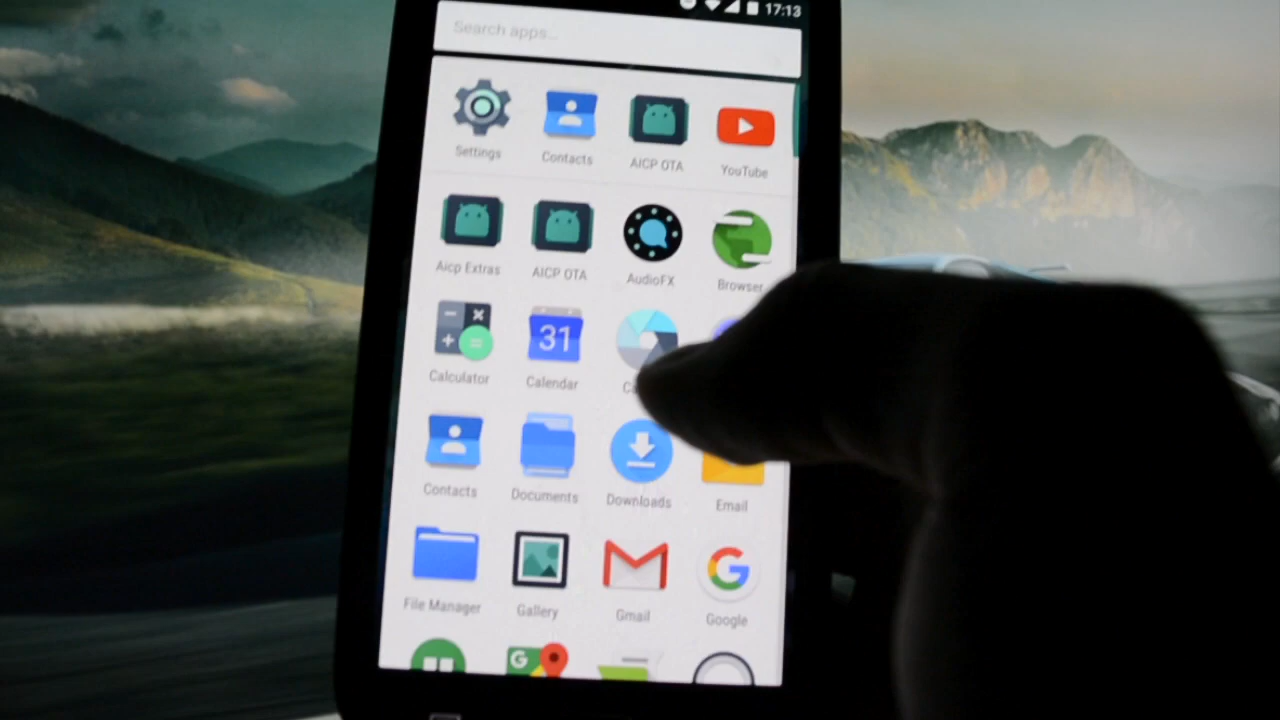 17:13
Search apps...
Settings
Contacts
AICP OTA
YouTube
Aicp Extras
AICP OTA
AudioFX
Browser
Calculator
31
Calendar
Contacts
Documents
Downloads
Email
File Manager
Gallery
Gmail
G
Google
G